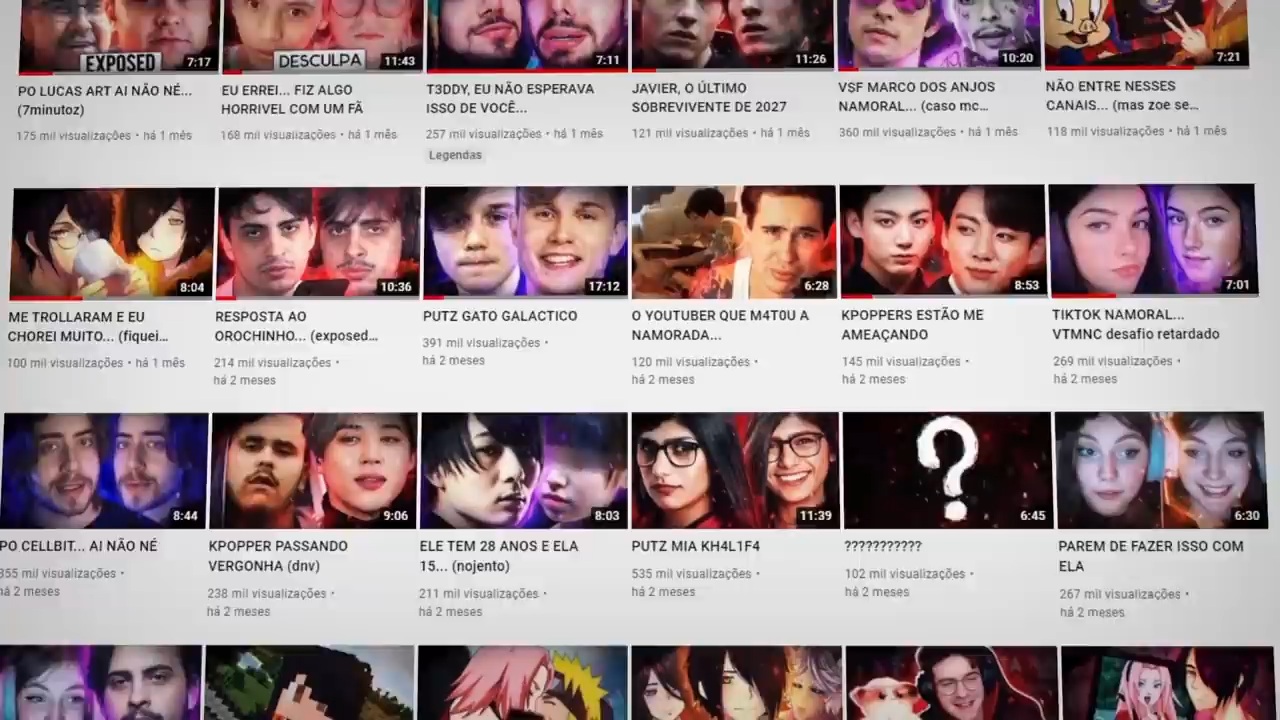 EXPOSED
7:17
DESCULPA
11:43
7:11
11:26
10:20
7:21
PO LUCAS ART AI NÃO NÉ...
(7minutoz)
175 mil visualizações • há 1 mês
EU ERREI... FIZ ALGO
HORRIVEL COM UM FÃ
168 mil visualizações • há 1 mês
T3DDY, EU NÃO ESPERAVA
ISSO DE VOCÊ...
257 mil visualizações • há 1 mês
Legendas
JAVIER, O ÚLTIMO
SOBREVIVENTE DE 2027
121 mil visualizações • há 1 mês
VSF MARCO DOS ANJOS
NAMORAL... (caso mc...
360 mil visualizações • há 1 mês
NÃO ENTRE NESSES
CANAIS... (mas zoe se...
118 mil visualizações • há 1 mês
8:04
10:36
17:12
6:28
8:53
7:01
ME TROLLARAM E EU
CHOREI MUITO... (fiquei...
100 mil visualizações • há 1 mês
RESPOSTA AO
OROCHINHO... (exposed...
214 mil visualizações •
há 2 meses
PUTZ GATO GALACTICO
391 mil visualizações •
há 2 meses
O YOUTUBER QUE M4T0U A
NAMORADA...
120 mil visualizações •
há 2 meses
KPOPPERS ESTÃO ME
AMEAÇANDO
145 mil visualizações •
há 2 meses
TIKTOK NAMORAL...
VTMNC desafio retardado
269 mil visualizações •
há 2 meses
8:44
9:06
8:03
11:39
?
6:45
6:30
PO CELLBIT... AI NÃO NÉ
355 mil visualizações •
há 2 meses
KPOPPER PASSANDO
VERGONHA (dnv)
238 mil visualizações •
há 2 meses
ELE TEM 28 ANOS E ELA
15... (nojento)
211 mil visualizações •
há 2 meses
PUTZ MIA KH4L1F4
535 mil visualizações •
há 2 meses
???????????
102 mil visualizações •
há 2 meses
PAREM DE FAZER ISSO COM
ELA
267 mil visualizações •
há 2 meses